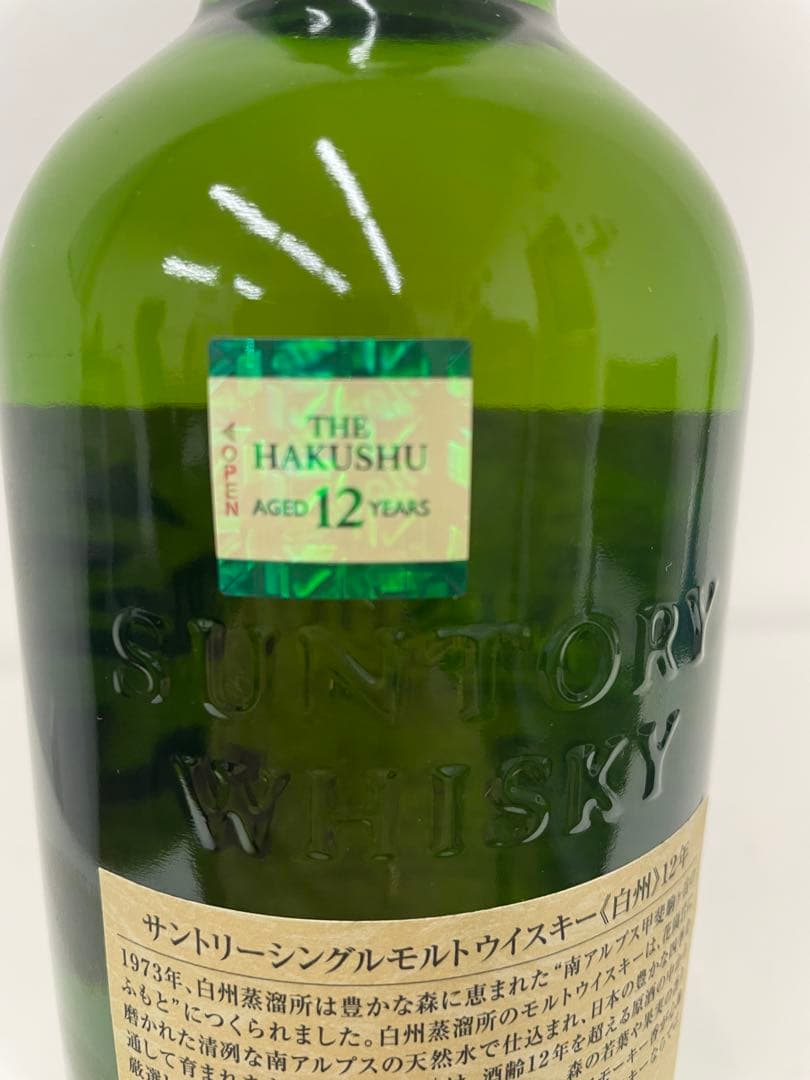 THE
HAKUSHU
AGED 12 YEARS
OPEN
SUNTORY
WHISKY
サントリーシングルモルトウイスキー《白州》12年
1973年、白州蒸溜所は豊かな森に恵まれた"南アルプス甲斐駒
ふもと"につくられました。白州蒸溜所のモルトウイスキーは、
磨かれた清冽な南アルプスの天然水で仕込まれ、日本の豊かな四
通して育まれ 酒齢12年を超える原酒の中
厳選 森の若葉や果実の